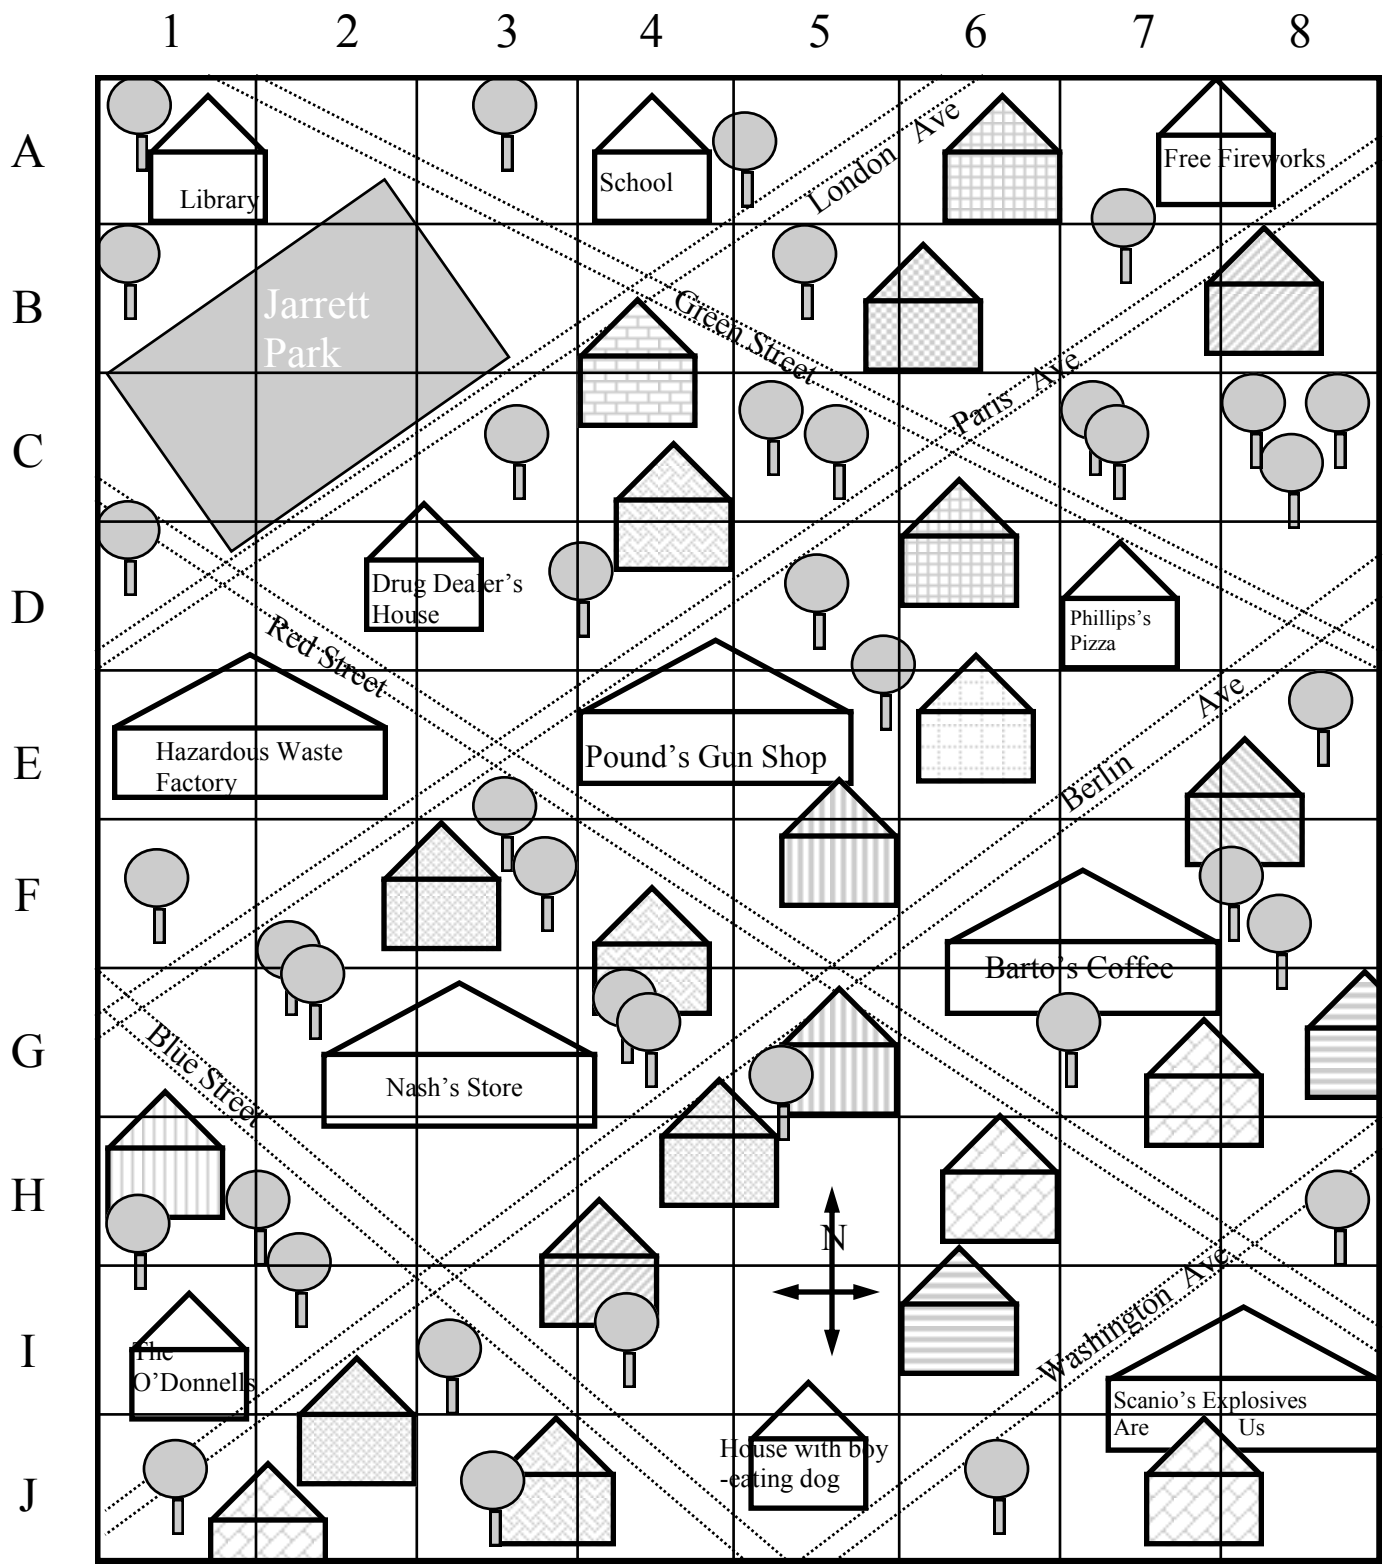 1 2 3 4 5 6 7 8
A
Library
School
London Ave
Free Fireworks
B
Jarrett
Park
Green Street
Paris Ave
C
D
Drug Dealer's
House
Red Street
Phillips's
Pizza
E
Hazardous Waste
Factory
Pound's Gun Shop
Berlin Ave
F
Barto's Coffee
G
Blue Street
Nash's Store
H
N
Washington Ave
I
The
O'Donnells
Scanio's Explosives
Are Us
J
House with boy
-eating dog